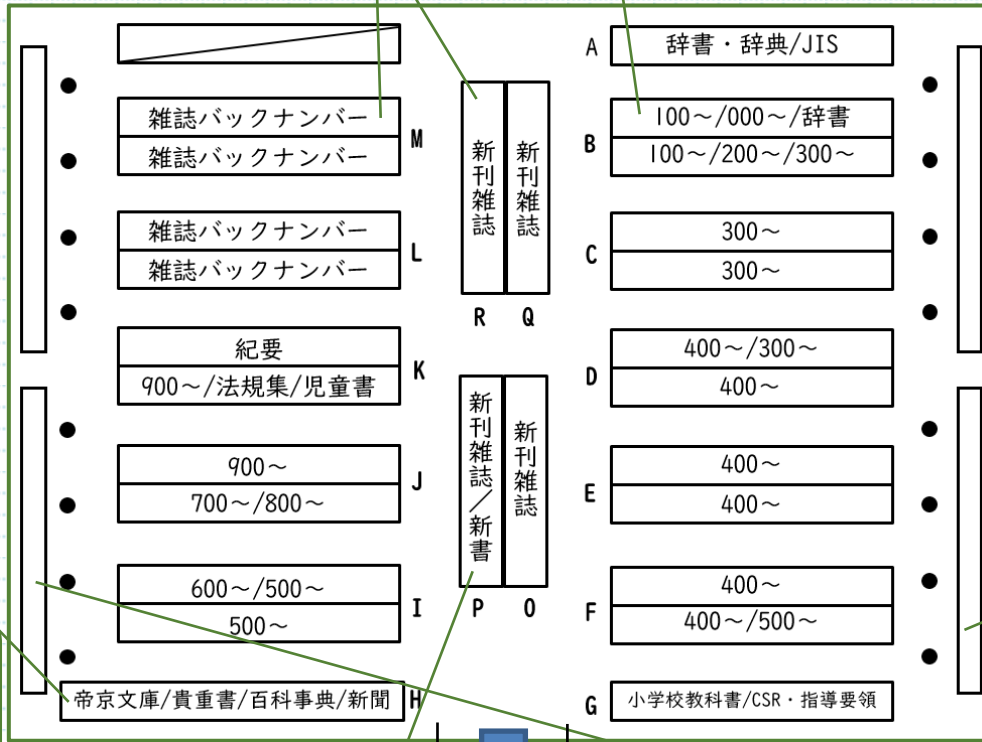 A
辞書・辞典/JIS
雑誌バックナンバー
雑誌バックナンバー
M
新刊雑誌
新刊雑誌
R
Q
B
100～/000～/辞書
100～/200～/300～
雑誌バックナンバー
雑誌バックナンバー
L
C
300～
300～
紀要
900～/法規集/児童書
K
D
400～/300～
400～
900～
700～/800～
J
新刊雑誌/新書
新刊雑誌
P
O
E
400～
400～
600～/500～
500～
I
F
400～
400～/500～
帝京文庫/貴重書/百科事典/新聞
H
G
小学校教科書/CSR・指導要領